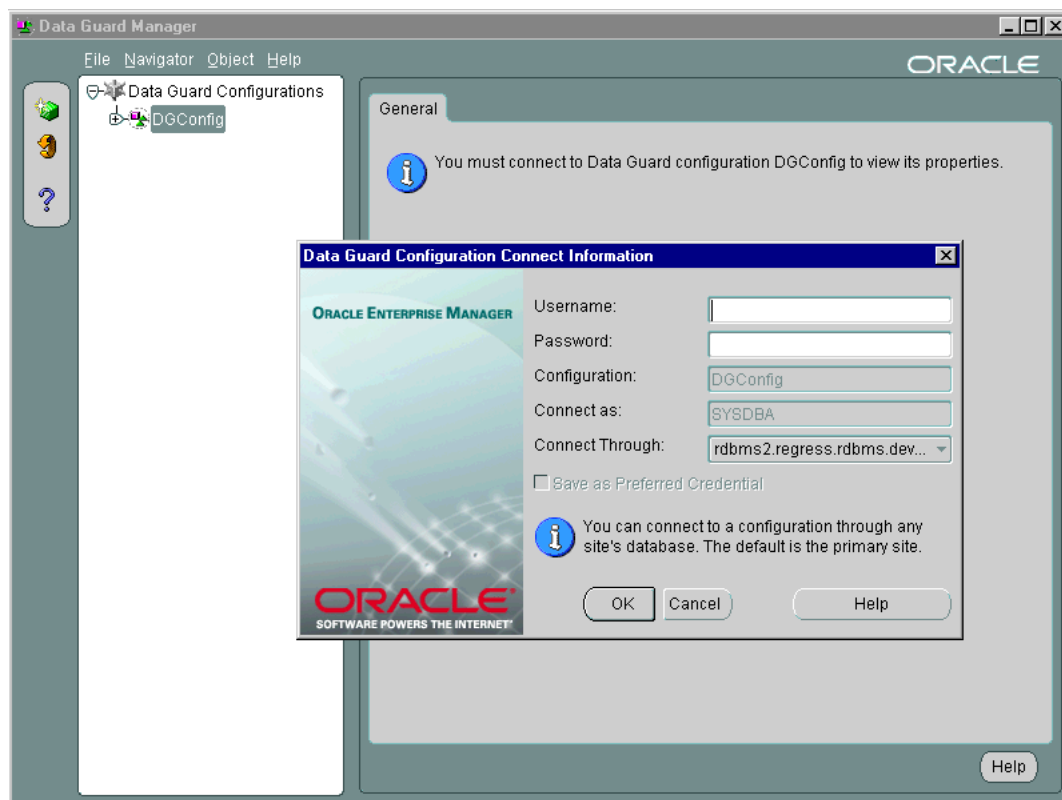 Data Guard Manager
File Navigator Object Help
ORACLE
Data Guard Configurations
DGConfig
General
You must connect to Data Guard configuration DGConfig to view its properties.
Data Guard Configuration Connect Information
ORACLE ENTERPRISE MANAGER
Username:
Password:
Configuration:
DGConfig
Connect as:
SYSDBA
Connect Through:
rdbms2.regress.rdbms.dev...
Save as Preferred Credential
You can connect to a configuration through any
site's database. The default is the primary site.
ORACLE
SOFTWARE POWERS THE INTERNET
OK
Cancel
Help
Help